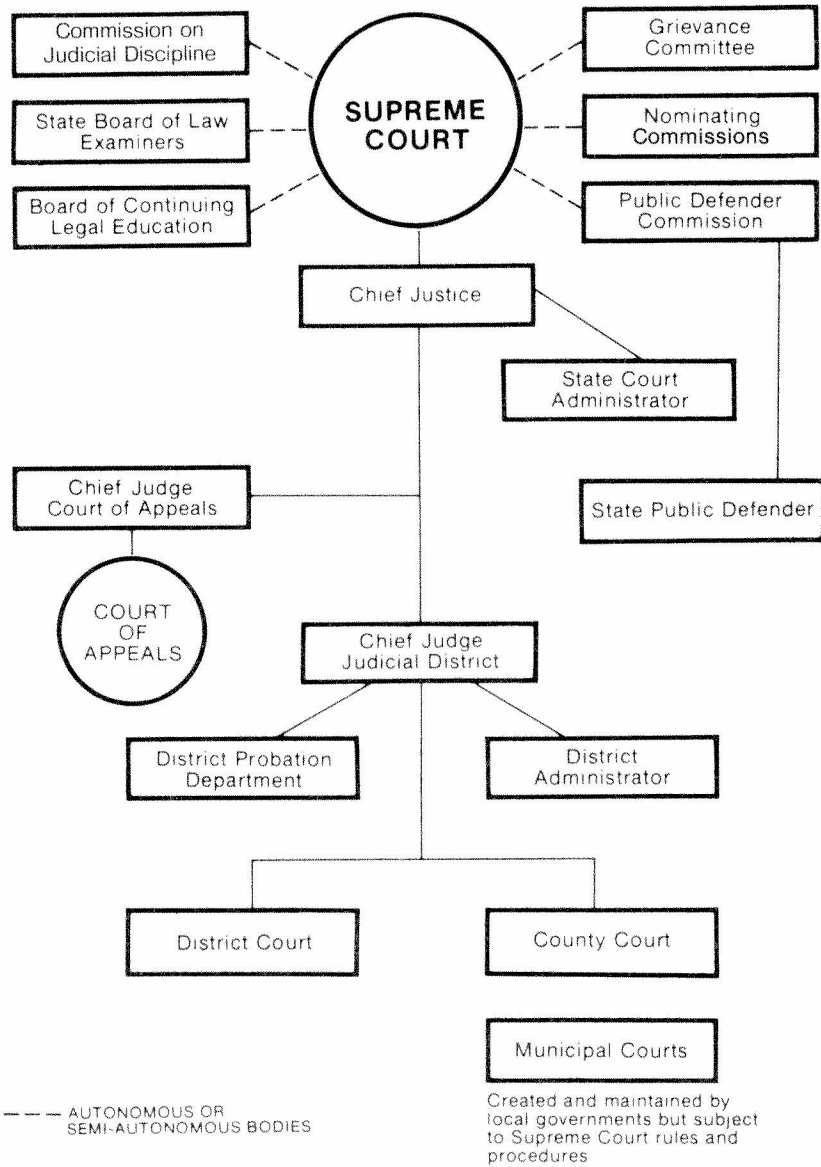 Commission on
Judicial Discipline
State Board of Law
Examiners
Board of Continuing
Legal Education
SUPREME
COURT
Grievance
Committee
Nominating
Commissions
Public Defender
Commission
Chief Justice
State Court
Administrator
Chief Judge
Court of Appeals
State Public Defender
COURT
OF
APPEALS
Chief Judge
Judicial District
District Probation
Department
District
Administrator
District Court
County Court
Municipal Courts
Created and maintained by
local governments but subject
to Supreme Court rules and
procedures
AUTONOMOUS OR
SEMI-AUTONOMOUS BODIES